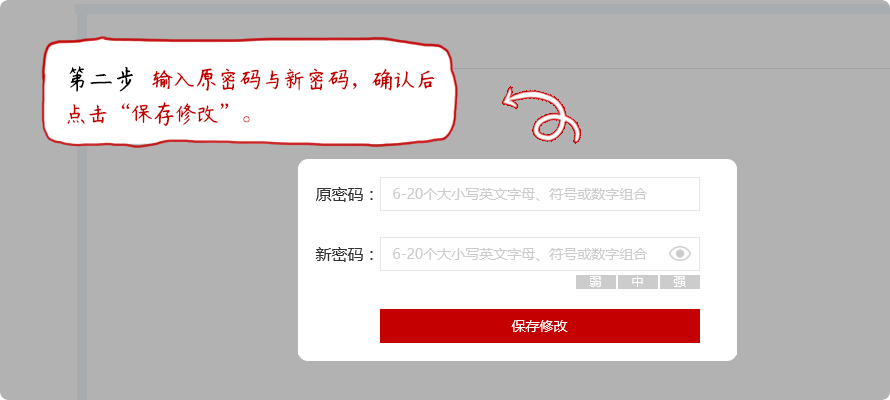 第二步 输入原密码与新密码，确认后
点击“保存修改”。
原密码： 6-20个大小写英文字母、符号或数字组合
新密码： 6-20个大小写英文字母、符号或数字组合
弱 中 强
保存修改